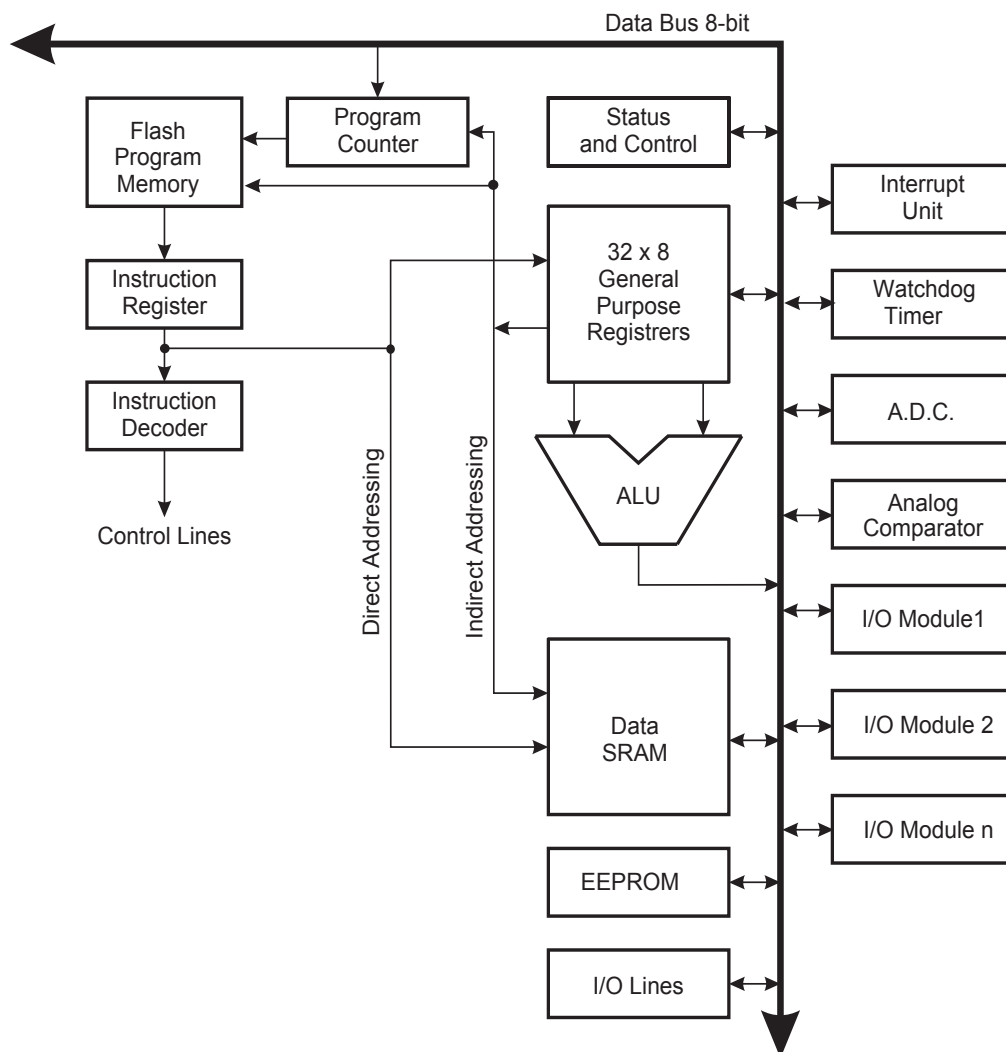 Data Bus 8-bit
Flash
Program
Memory
Program
Counter
Status
and Control
Interrupt
Unit
32 x 8
General
Purpose
Registrers
Instruction
Register
Watchdog
Timer
Instruction
Decoder
A.D.C.
Control Lines
Direct Addressing
Indirect Addressing
ALU
Analog
Comparator
I/O Module1
Data
SRAM
I/O Module 2
I/O Module n
EEPROM
I/O Lines